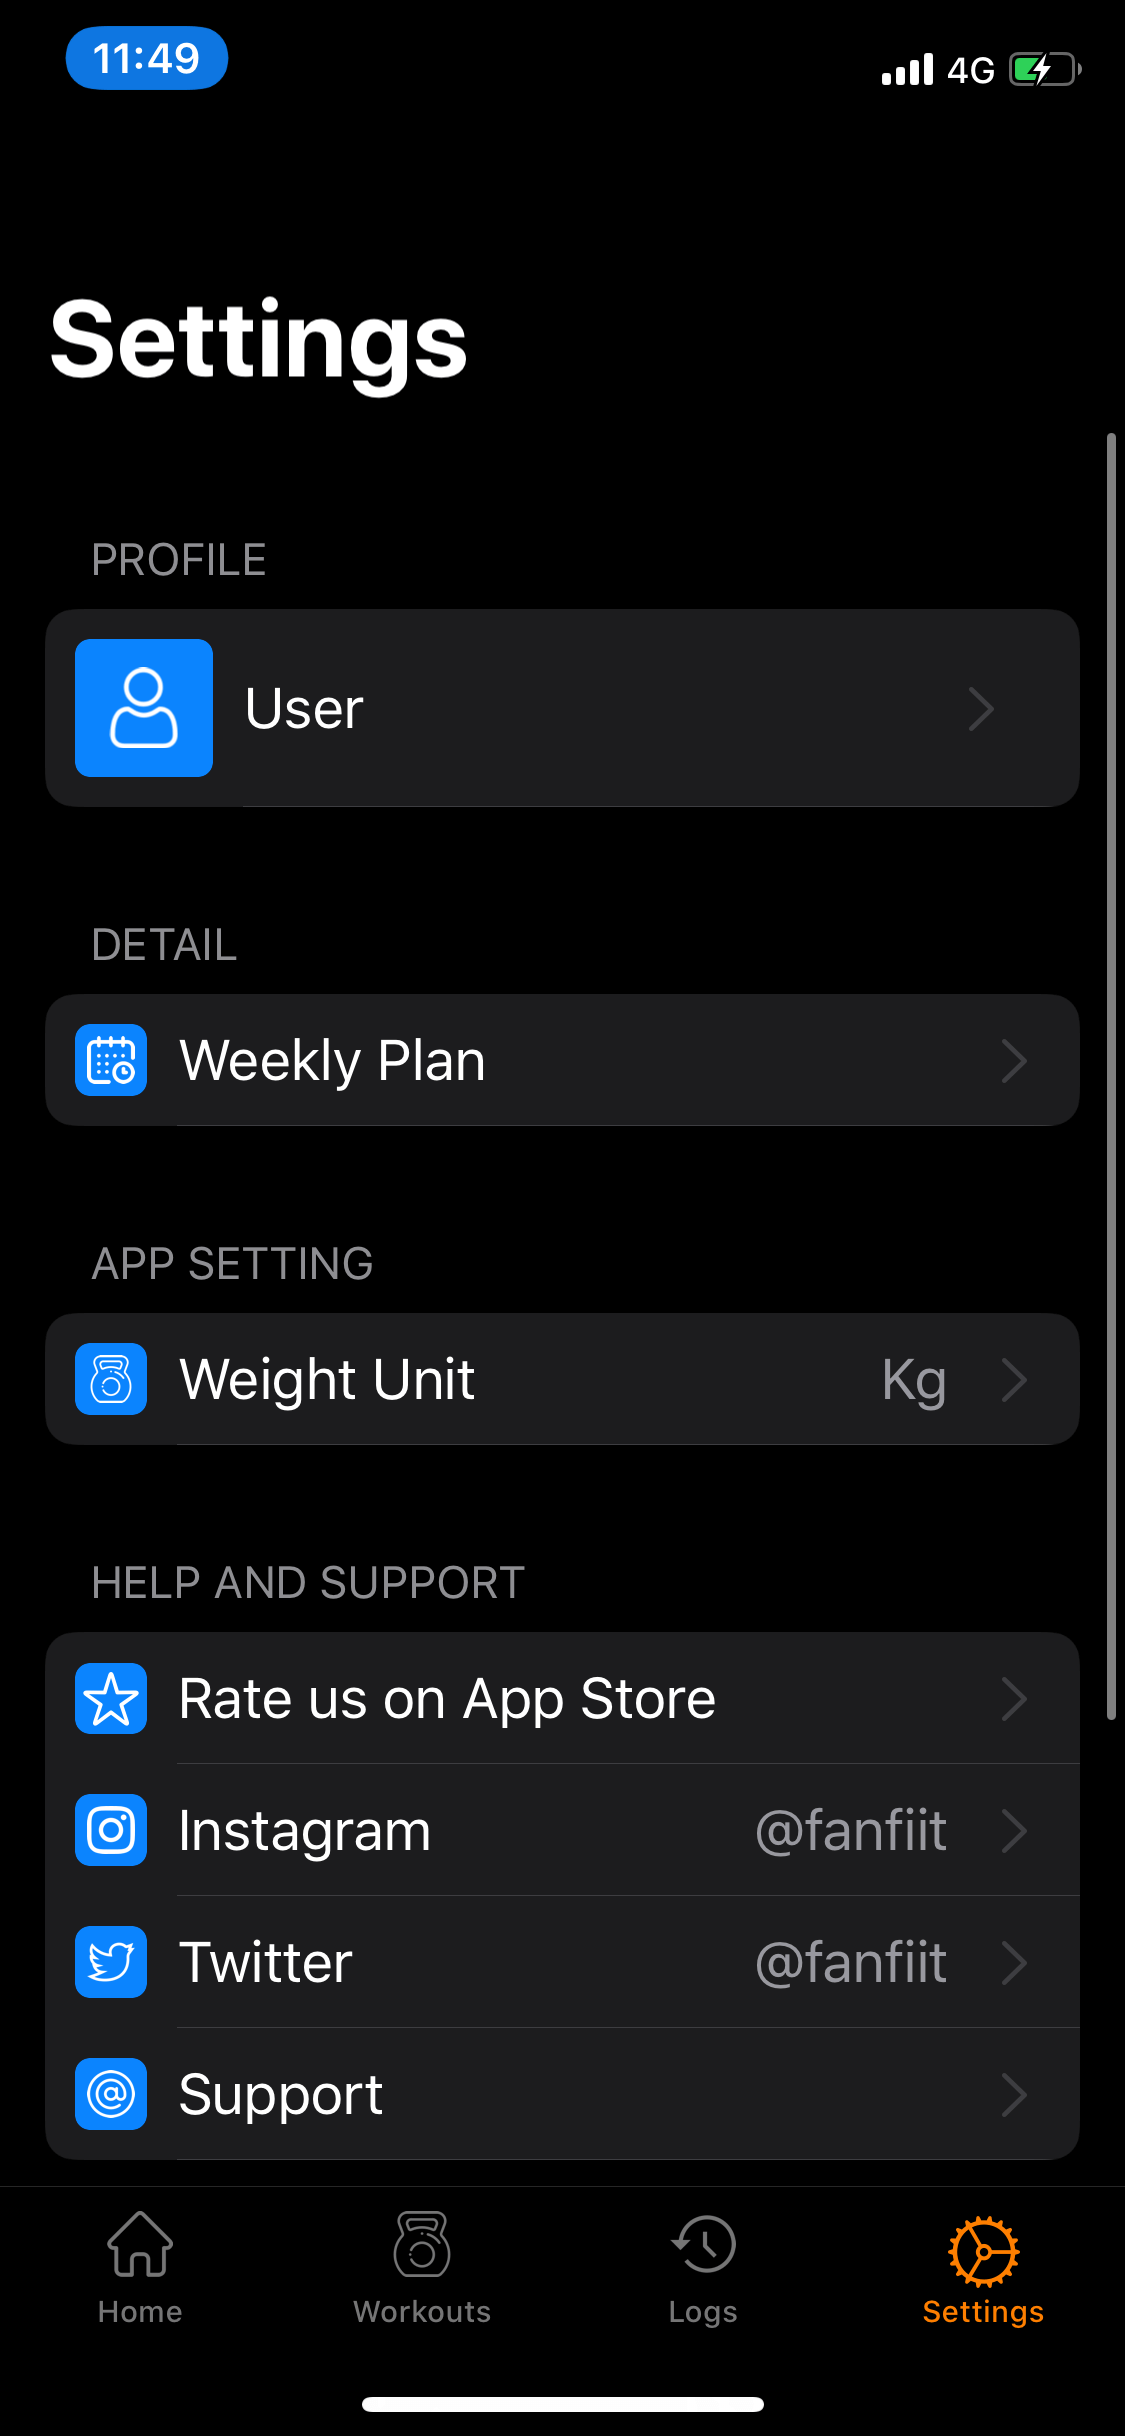 11:49
4G
Settings
PROFILE
User
DETAIL
Weekly Plan
APP SETTING
Weight Unit Kg
HELP AND SUPPORT
Rate us on App Store
Instagram @fanfiit
Twitter @fanfiit
Support
Home Workouts Logs Settings